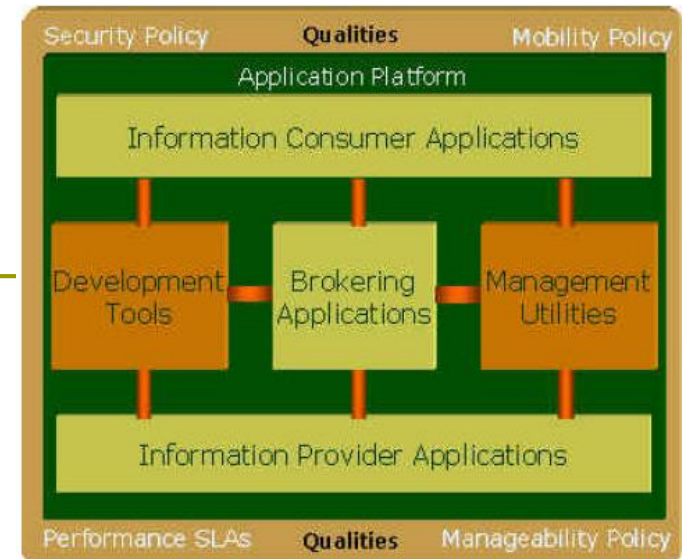 Security Policy Qualities Mobility Policy
Application Platform
Information Consumer Applications
Development Tools
Brokering Applications
Management Utilities
Information Provider Applications
Performance SLAs Qualities Manageability Policy